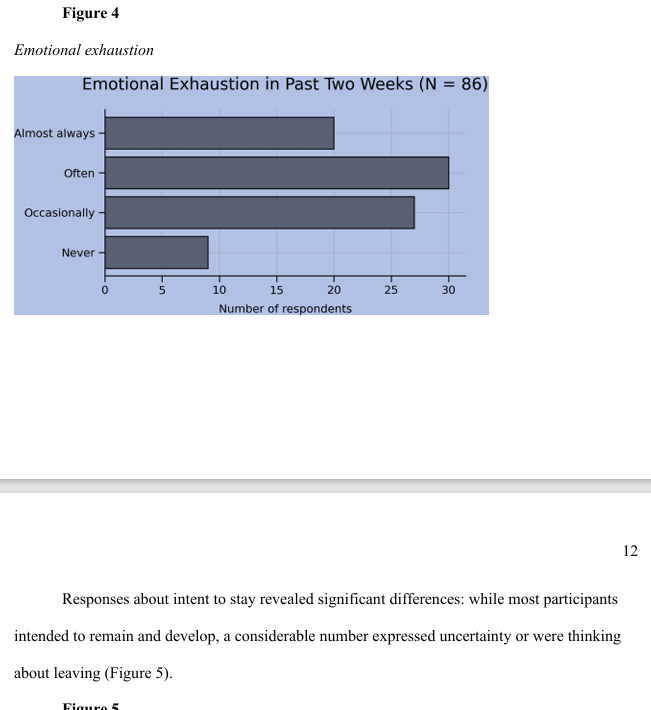 Figure 4
Emotional exhaustion
Emotional Exhaustion in Past Two Weeks (N = 86)
Almost always
Often
Occasionally
Never
0 5 10 15 20 25 30
Number of respondents
12
Responses about intent to stay revealed significant differences: while most participants
intended to remain and develop, a considerable number expressed uncertainty or were thinking
about leaving (Figure 5).
Figure 5